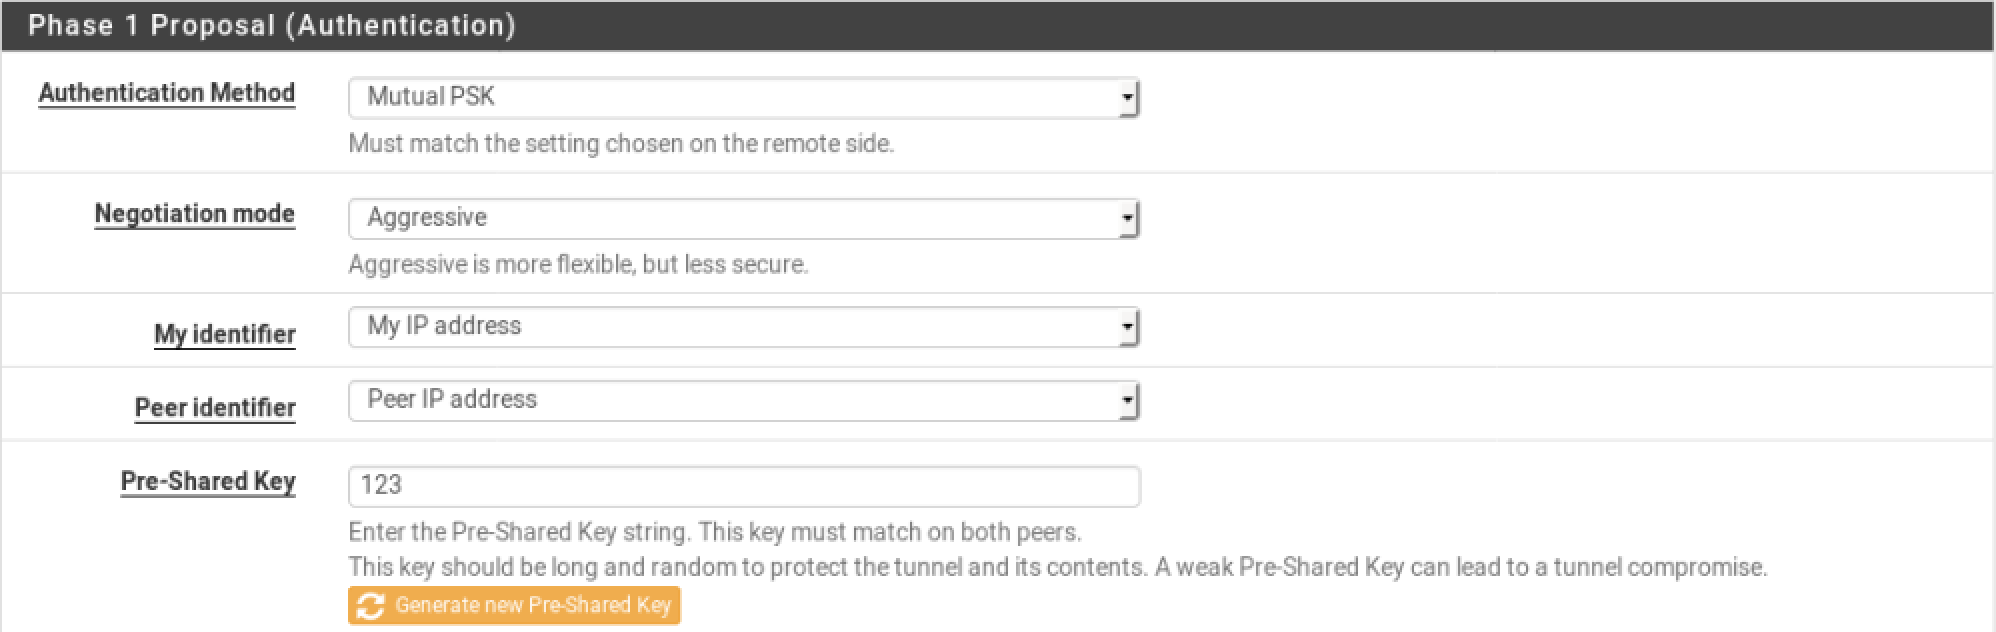 Phase 1 Proposal (Authentication)
Authentication Method
Mutual PSK
Must match the setting chosen on the remote side.
Negotiation mode
Aggressive
Aggressive is more flexible, but less secure.
My identifier
My IP address
Peer identifier
Peer IP address
Pre-Shared Key
123
Enter the Pre-Shared Key string. This key must match on both peers.
This key should be long and random to protect the tunnel and its contents. A weak Pre-Shared Key can lead to a tunnel compromise.
Generate new Pre-Shared Key